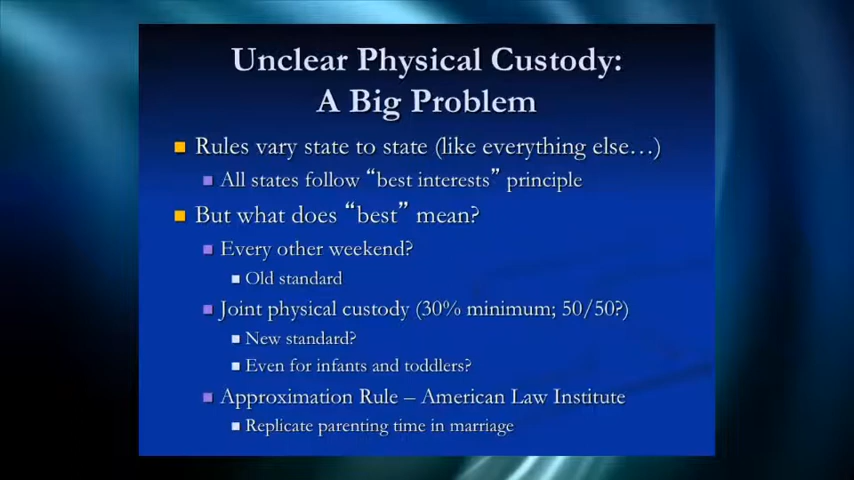 Unclear Physical Custody:
A Big Problem
Rules vary state to state (like everything else…)
All states follow “best interests” principle
But what does “best” mean?
Every other weekend?
Old standard
Joint physical custody (30% minimum; 50/50?)
New standard?
Even for infants and toddlers?
Approximation Rule – American Law Institute
Replicate parenting time in marriage